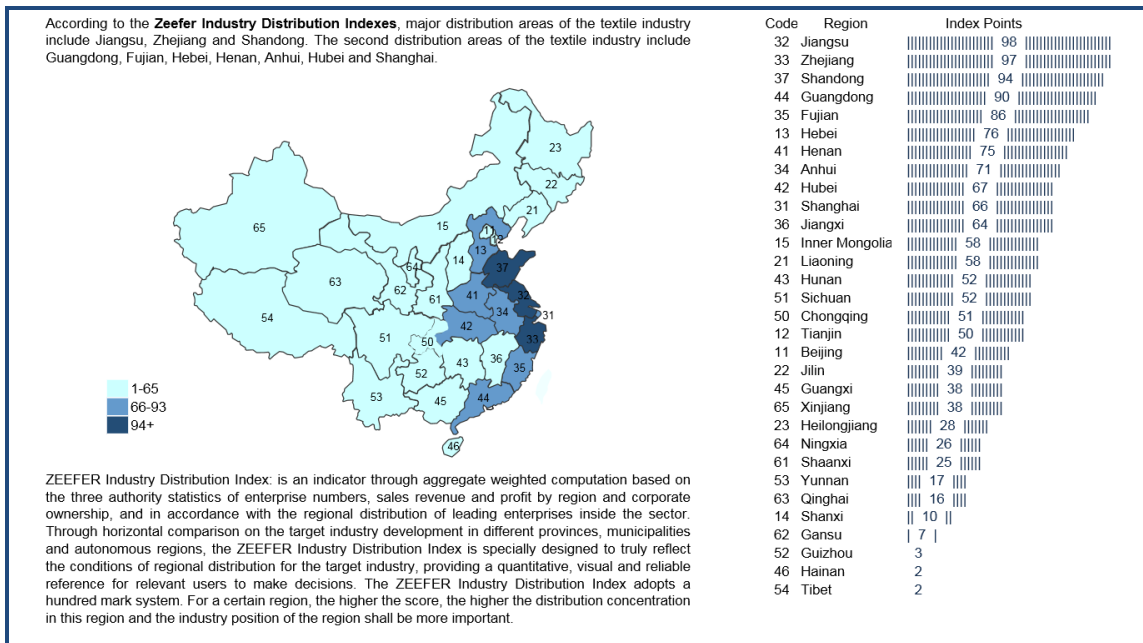 According to the Zeefer Industry Distribution Indexes, major distribution areas of the textile industry
include Jiangsu, Zhejiang and Shandong. The second distribution areas of the textile industry include
Guangdong, Fujian, Hebei, Henan, Anhui, Hubei and Shanghai.
23
22
21
15
65
11
12
13
14
64
37
63
62
61
41
32
34
31
54
42
33
51
50
43
36
35
52
53
45
44
46
1-65
66-93
94+
ZEEFER Industry Distribution Index: is an indicator through aggregate weighted computation based on
the three authority statistics of enterprise numbers, sales revenue and profit by region and corporate
ownership, and in accordance with the regional distribution of leading enterprises inside the sector.
Through horizontal comparison on the target industry development in different provinces, municipalities
and autonomous regions, the ZEEFER Industry Distribution Index is specially designed to truly reflect
the conditions of regional distribution for the target industry, providing a quantitative, visual and reliable
reference for relevant users to make decisions. The ZEEFER Industry Distribution Index adopts a
hundred mark system. For a certain region, the higher the score, the higher the distribution concentration
in this region and the industry position of the region shall be more important.
Code Region Index Points
32 Jiangsu 98
33 Zhejiang 97
37 Shandong 94
44 Guangdong 90
35 Fujian 86
13 Hebei 76
41 Henan 75
34 Anhui 71
42 Hubei 67
31 Shanghai 66
36 Jiangxi 64
15 Inner Mongolia 58
21 Liaoning 58
43 Hunan 52
51 Sichuan 52
50 Chongqing 51
12 Tianjin 50
11 Beijing 42
22 Jilin 39
45 Guangxi 38
65 Xinjiang 38
23 Heilongjiang 28
64 Ningxia 26
61 Shaanxi 25
53 Yunnan 17
63 Qinghai 16
14 Shanxi 10
62 Gansu 7
52 Guizhou 3
46 Hainan 2
54 Tibet 2